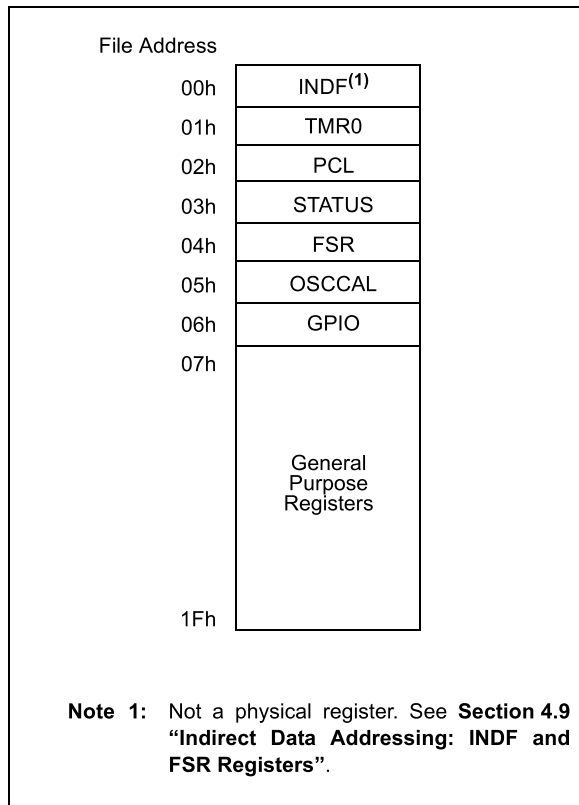 File Address
00h INDF(1)
01h TMR0
02h PCL
03h STATUS
04h FSR
05h OSCCAL
06h GPIO
07h
General
Purpose
Registers
1Fh
Note 1: Not a physical register. See Section 4.9
“Indirect Data Addressing: INDF and
FSR Registers”.